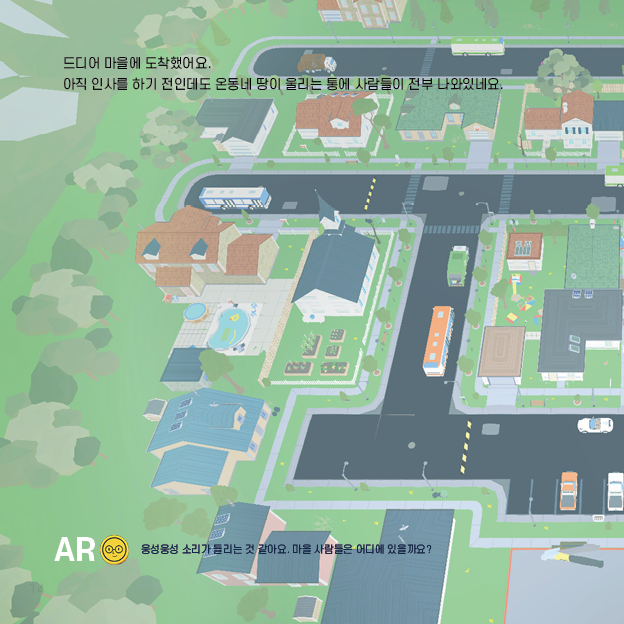 드디어 마을에 도착했어요.
아직 인사를 하기 전인데도 온동네 땅이 울리는 통에 사람들이 전부 나와있네요.
AR 웅성웅성 소리가 들리는 것 같아요. 마을 사람들은 어디에 있을까요?